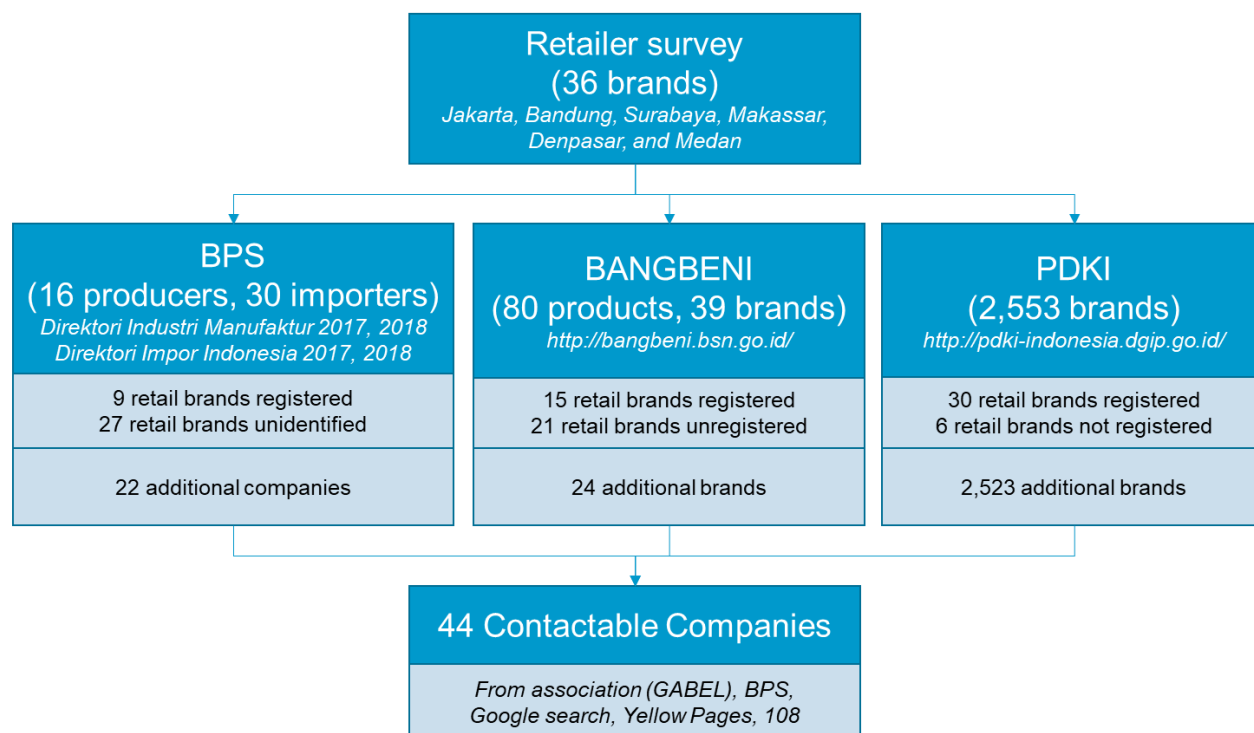 Retailer survey
(36 brands)
Jakarta, Bandung, Surabaya, Makassar,
Denpasar, and Medan
BPS
(16 producers, 30 importers)
Direktori Industri Manufaktur 2017, 2018
Direktori Impor Indonesia 2017, 2018
9 retail brands registered
27 retail brands unidentified
22 additional companies
BANGBENI
(80 products, 39 brands)
http://bangbeni.bsn.go.id/
15 retail brands registered
21 retail brands unregistered
24 additional brands
PDKI
(2,553 brands)
http://pdki-indonesia.dgip.go.id/
30 retail brands registered
6 retail brands not registered
2,523 additional brands
44 Contactable Companies
From association (GABEL), BPS,
Google search, Yellow Pages, 108